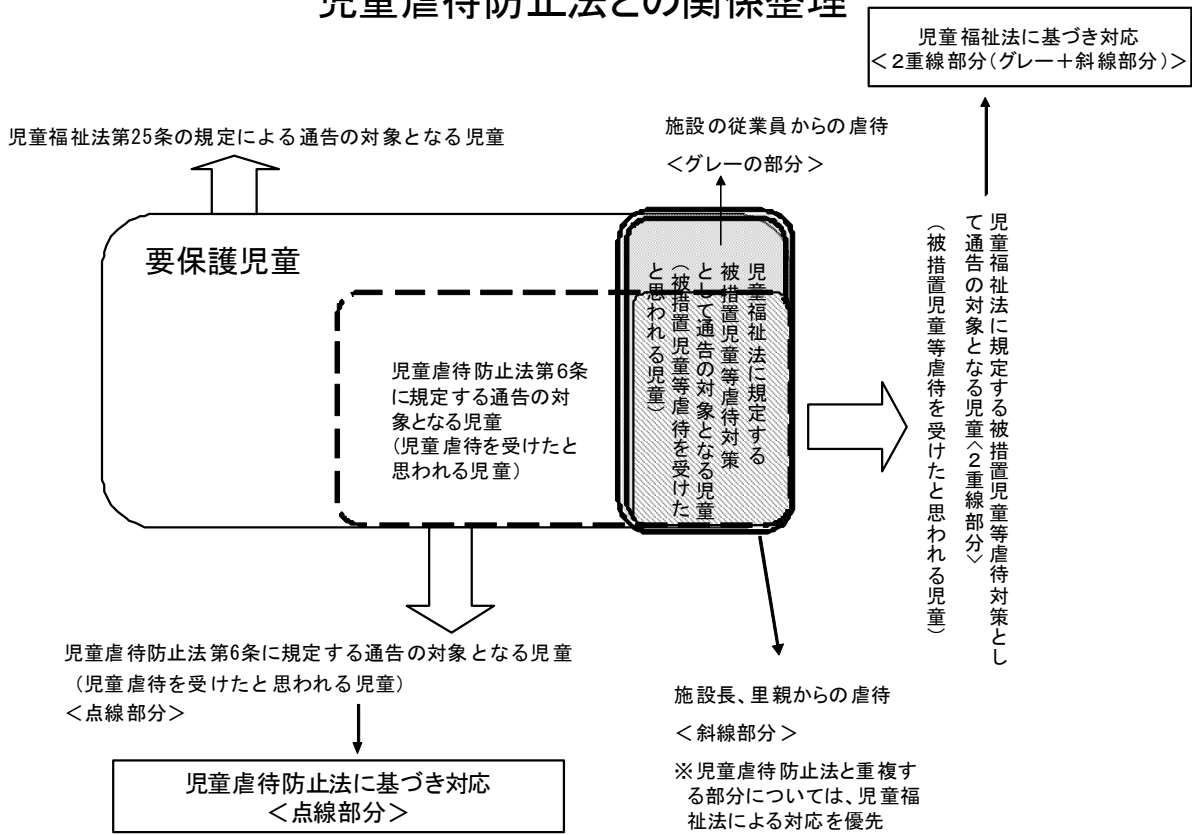 児童虐待防止法との関係整理
児童福祉法に基づき対応
＜２重線部分（グレー＋斜線部分）＞
児童福祉法第25条の規定による通告の対象となる児童
施設の従業員からの虐待
＜グレーの部分＞
要保護児童
児童虐待防止法第6条
に規定する通告の対
象となる児童
（児童虐待を受けたと
思われる児童）
児童福祉法に規定する
被措置児童等虐待対策
として通告の対象となる児童
（被措置児童等虐待を受けた
と思われる児童）
児童福祉法に規定する被措置児童等虐待対策とし
て通告の対象となる児童＜２重線部分＞
（被措置児童等虐待を受けたと思われる児童）
児童虐待防止法第6条に規定する通告の対象となる児童
（児童虐待を受けたと思われる児童）
＜点線部分＞
児童虐待防止法に基づき対応
＜点線部分＞
施設長、里親からの虐待
＜斜線部分＞
※児童虐待防止法と重複す
る部分については、児童福
祉法による対応を優先